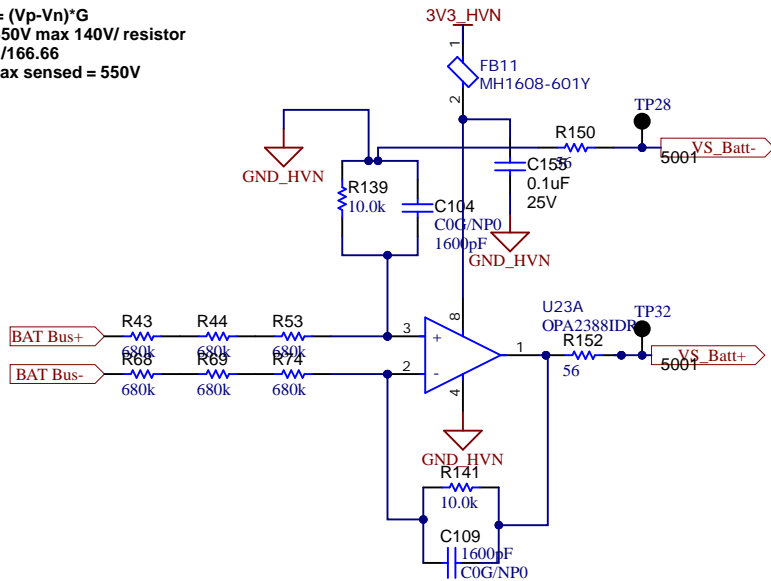 = (Vp-Vn)*G
50V max 140V/ resistor
/166.66
ax sensed = 550V
3V3_HVN
1
FB11
MH1608-601Y
2
TP28
R150
56
VS_Batt-
5001
GND_HVN
C155
0.1uF
25V
R139
10.0k
C104
C0G/NP0
1600pF
GND_HVN
BAT Bus+
R43
680k
R44
680k
R53
680k
3
+
8
U23A
OPA2388IDR
TP32
1
R152
56
VS_Batt+
5001
BAT Bus-
R68
680k
R69
680k
R74
680k
2
-
4
GND_HVN
R141
10.0k
C109
1600pF
C0G/NP0